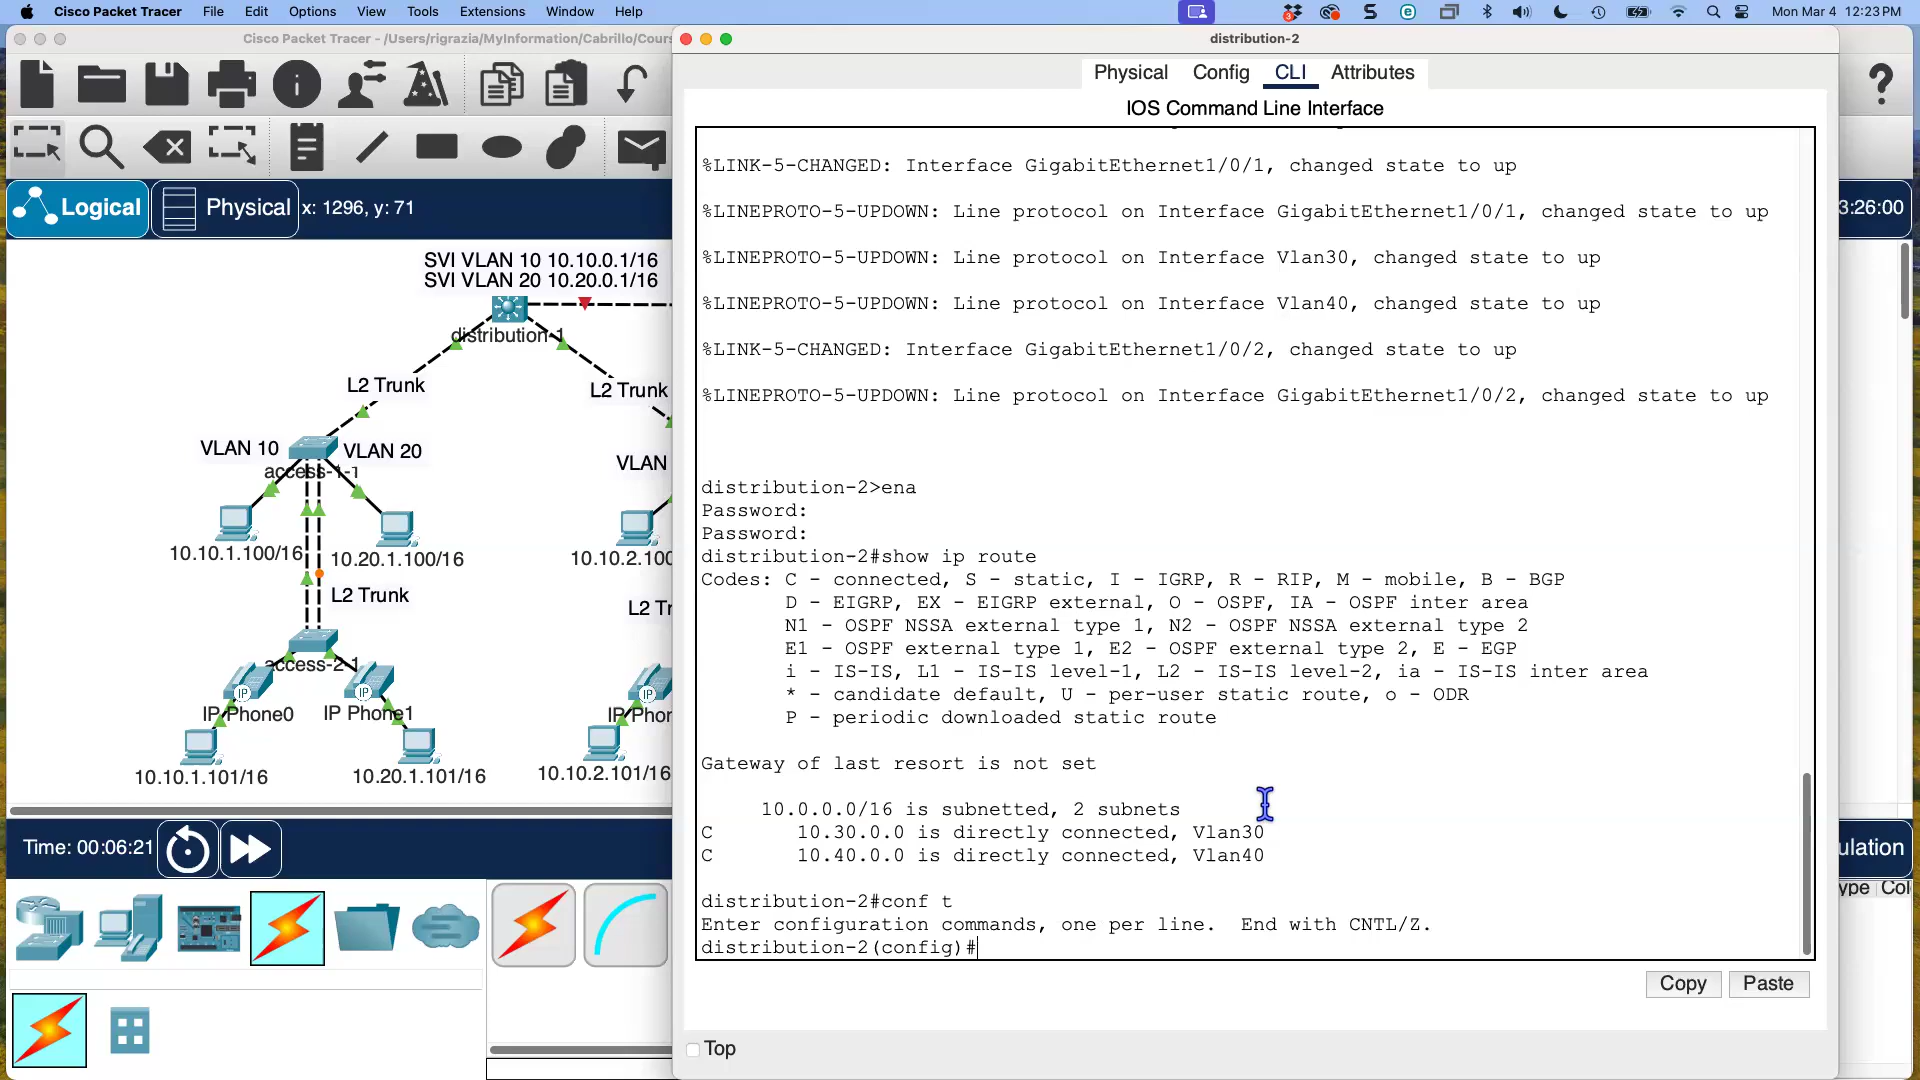 Cisco Packet Tracer File Edit Options View Tools Extensions Window Help Mon Mar 4 12:23 PM
Cisco Packet Tracer - /Users/rigrazia/MyInformation/Cabrillo/Cours
distribution-2
Physical Config CLI Attributes
IOS Command Line Interface
Logical Physical x: 1296, y: 71
3:26:00
SVI VLAN 10 10.10.0.1/16
SVI VLAN 20 10.20.0.1/16
distribution-1
L2 Trunk
L2 Trunk
VLAN 10
VLAN 20
access-1-1
VLAN
10.10.1.100/16
10.20.1.100/16
10.10.2.100
L2 Trunk
L2 Tr
access-2-1
IP
IP
IP
IP Phone0
IP Phone1
IP Phor
10.10.1.101/16
10.20.1.101/16
10.10.2.101/16
Time: 00:06:21
ulation
ype Col
%LINK-5-CHANGED: Interface GigabitEthernet1/0/1, changed state to up
%LINEPROTO-5-UPDOWN: Line protocol on Interface GigabitEthernet1/0/1, changed state to up
%LINEPROTO-5-UPDOWN: Line protocol on Interface Vlan30, changed state to up
%LINEPROTO-5-UPDOWN: Line protocol on Interface Vlan40, changed state to up
%LINK-5-CHANGED: Interface GigabitEthernet1/0/2, changed state to up
%LINEPROTO-5-UPDOWN: Line protocol on Interface GigabitEthernet1/0/2, changed state to up
distribution-2>ena
Password:
Password:
distribution-2#show ip route
Codes: C - connected, S - static, I - IGRP, R - RIP, M - mobile, B - BGP
D - EIGRP, EX - EIGRP external, O - OSPF, IA - OSPF inter area
N1 - OSPF NSSA external type 1, N2 - OSPF NSSA external type 2
E1 - OSPF external type 1, E2 - OSPF external type 2, E - EGP
i - IS-IS, L1 - IS-IS level-1, L2 - IS-IS level-2, ia - IS-IS inter area
* - candidate default, U - per-user static route, o - ODR
P - periodic downloaded static route
Gateway of last resort is not set
10.0.0.0/16 is subnetted, 2 subnets
C 10.30.0.0 is directly connected, Vlan30
C 10.40.0.0 is directly connected, Vlan40
distribution-2#conf t
Enter configuration commands, one per line. End with CNTL/Z.
distribution-2(config)#
Copy Paste
Top